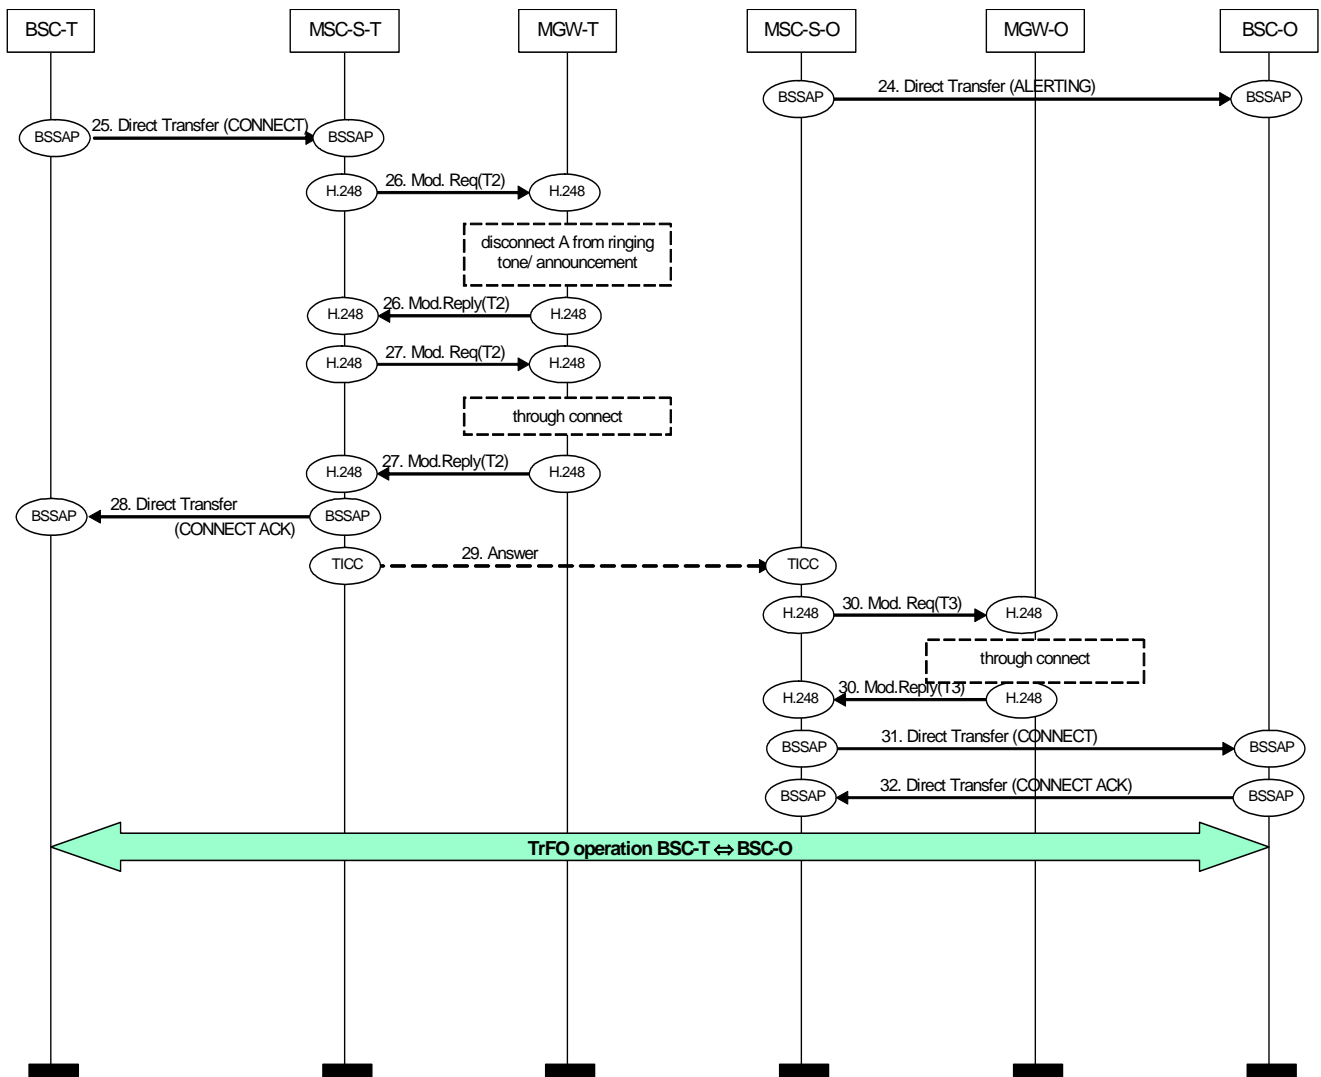 BSC-T
MSC-S-T
MGW-T
MSC-S-O
MGW-O
BSC-O
BSSAP
24. Direct Transfer (ALERTING)
BSSAP
BSSAP
25. Direct Transfer (CONNECT)
BSSAP
H.248
26. Mod. Req(T2)
H.248
disconnect A from ringing
tone/ announcement
H.248
26. Mod.Reply(T2)
H.248
H.248
27. Mod. Req(T2)
H.248
through connect
H.248
27. Mod.Reply(T2)
H.248
BSSAP
28. Direct Transfer
(CONNECT ACK)
BSSAP
TICC
29. Answer
TICC
H.248
30. Mod. Req(T3)
H.248
through connect
H.248
30. Mod.Reply(T3)
H.248
BSSAP
31. Direct Transfer (CONNECT)
BSSAP
BSSAP
32. Direct Transfer (CONNECT ACK)
BSSAP
TrFO operation BSC-T ⇔ BSC-O